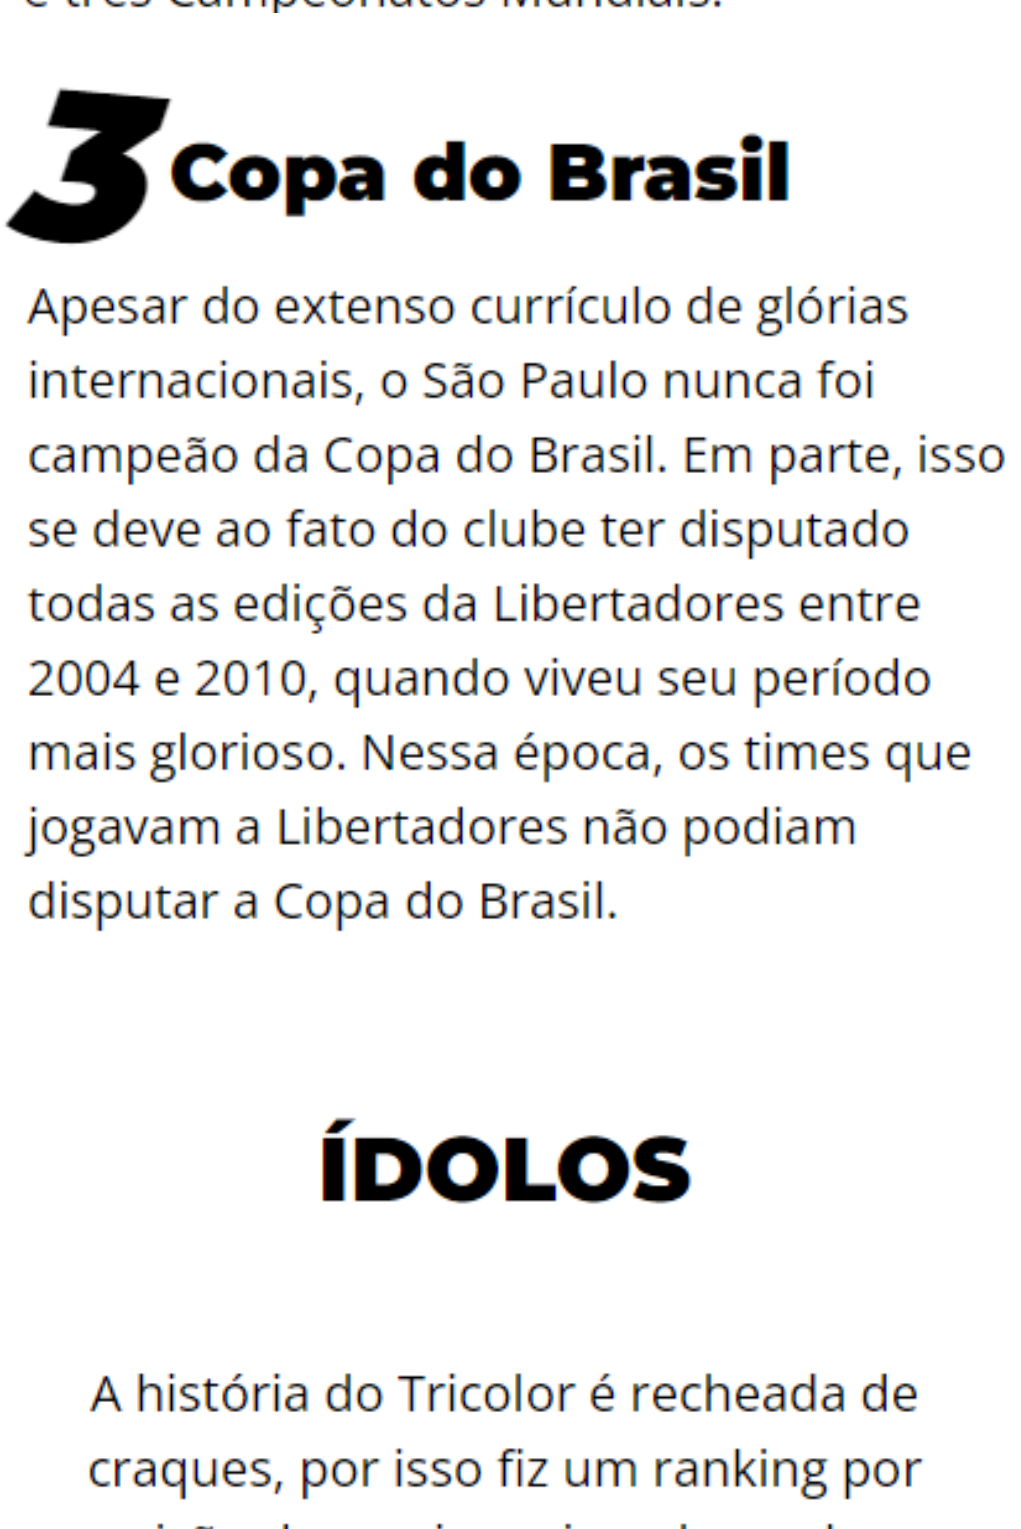 e três Campeonatos Mundiais.
3 Copa do Brasil
Apesar do extenso currículo de glórias
internacionais, o São Paulo nunca foi
campeão da Copa do Brasil. Em parte, isso
se deve ao fato do clube ter disputado
todas as edições da Libertadores entre
2004 e 2010, quando viveu seu período
mais glorioso. Nessa época, os times que
jogavam a Libertadores não podiam
disputar a Copa do Brasil.
ÍDOLOS
A história do Tricolor é recheada de
craques, por isso fiz um ranking por